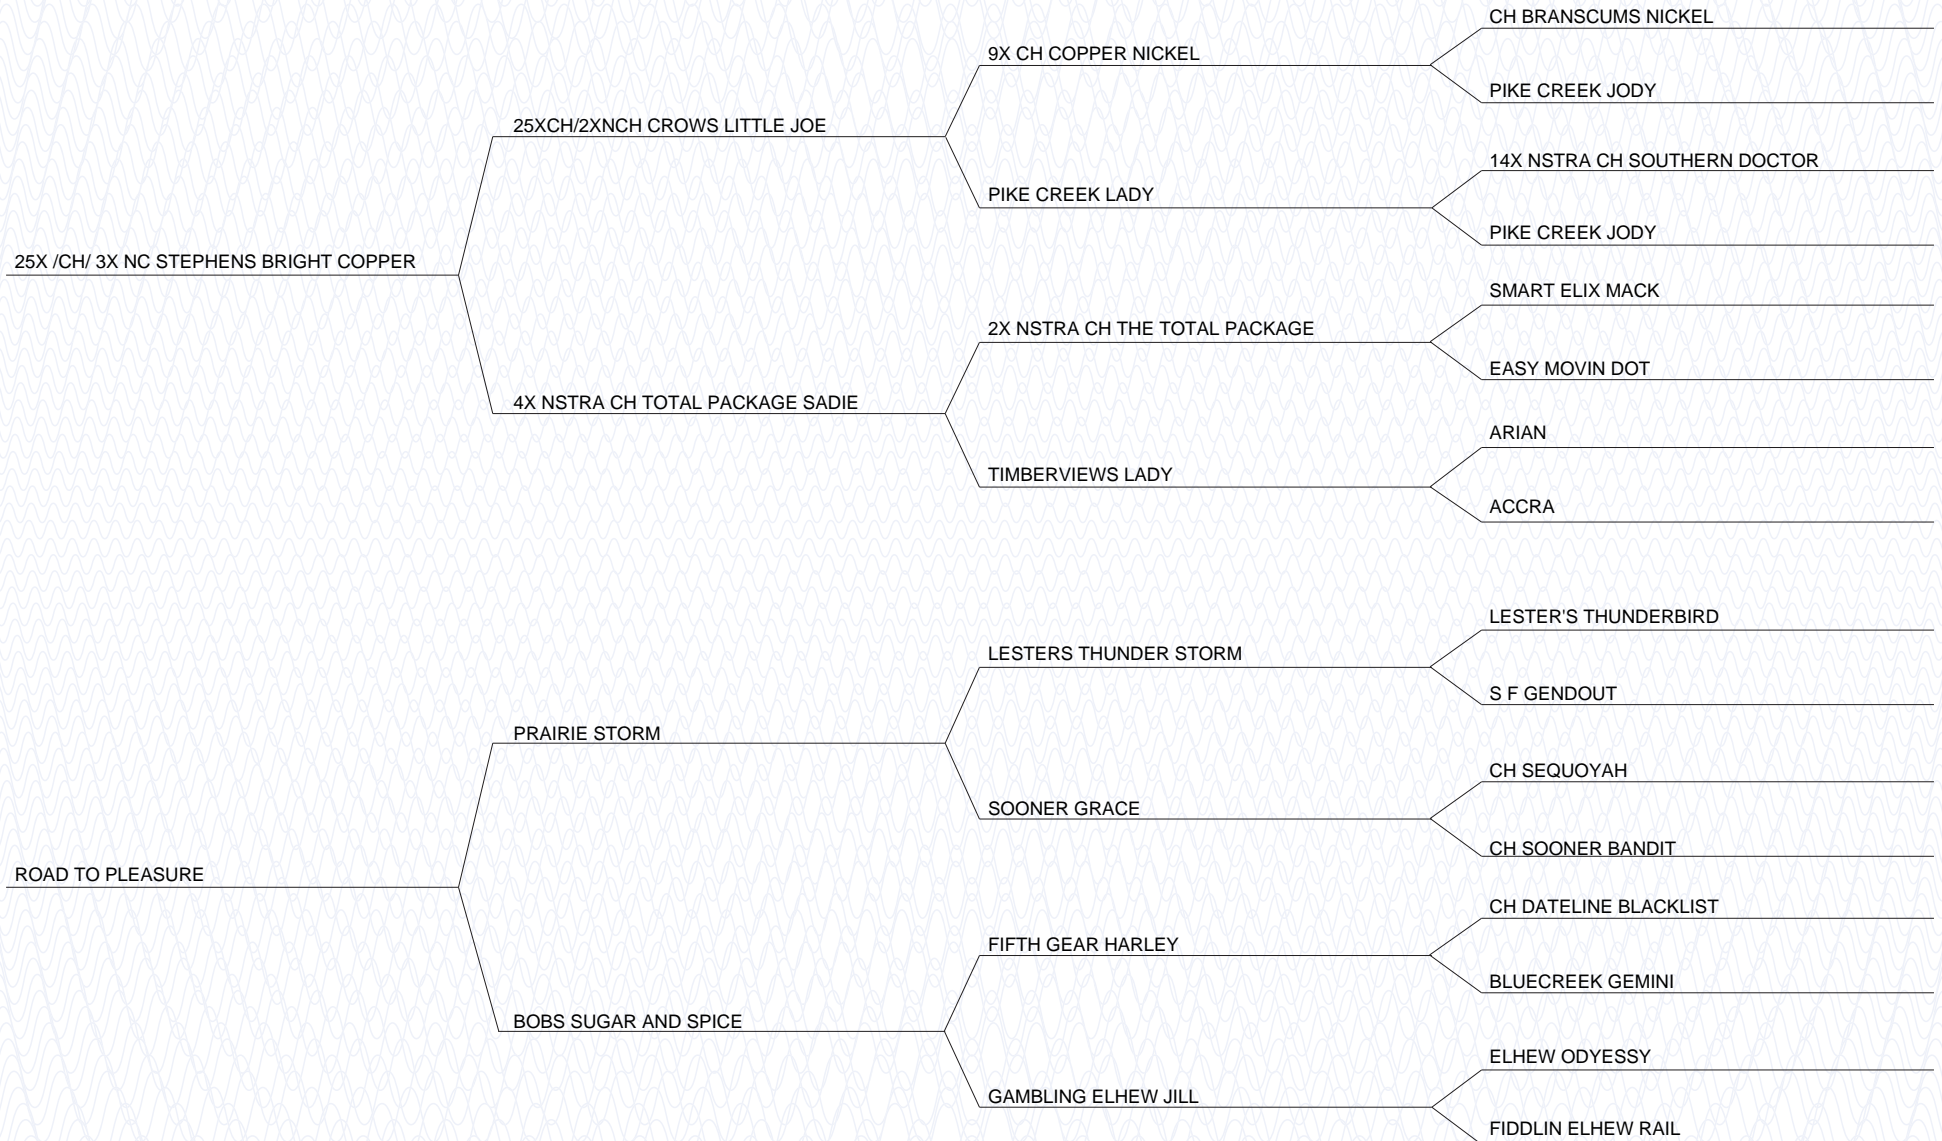 CH BRANSCUMS NICKEL
9X CH COPPER NICKEL
PIKE CREEK JODY
25XCH/2XNCH CROWS LITTLE JOE
14X NSTRA CH SOUTHERN DOCTOR
PIKE CREEK LADY
PIKE CREEK JODY
25X /CH/ 3X NC STEPHENS BRIGHT COPPER
SMART ELIX MACK
2X NSTRA CH THE TOTAL PACKAGE
EASY MOVIN DOT
4X NSTRA CH TOTAL PACKAGE SADIE
ARIAN
TIMBERVIEWS LADY
ACCRA
LESTER'S THUNDERBIRD
LESTERS THUNDER STORM
S F GENDOUT
PRAIRIE STORM
CH SEQUOYAH
SOONER GRACE
CH SOONER BANDIT
ROAD TO PLEASURE
CH DATELINE BLACKLIST
FIFTH GEAR HARLEY
BLUECREEK GEMINI
BOBS SUGAR AND SPICE
ELHEW ODYESSY
GAMBLING ELHEW JILL
FIDDLIN ELHEW RAIL